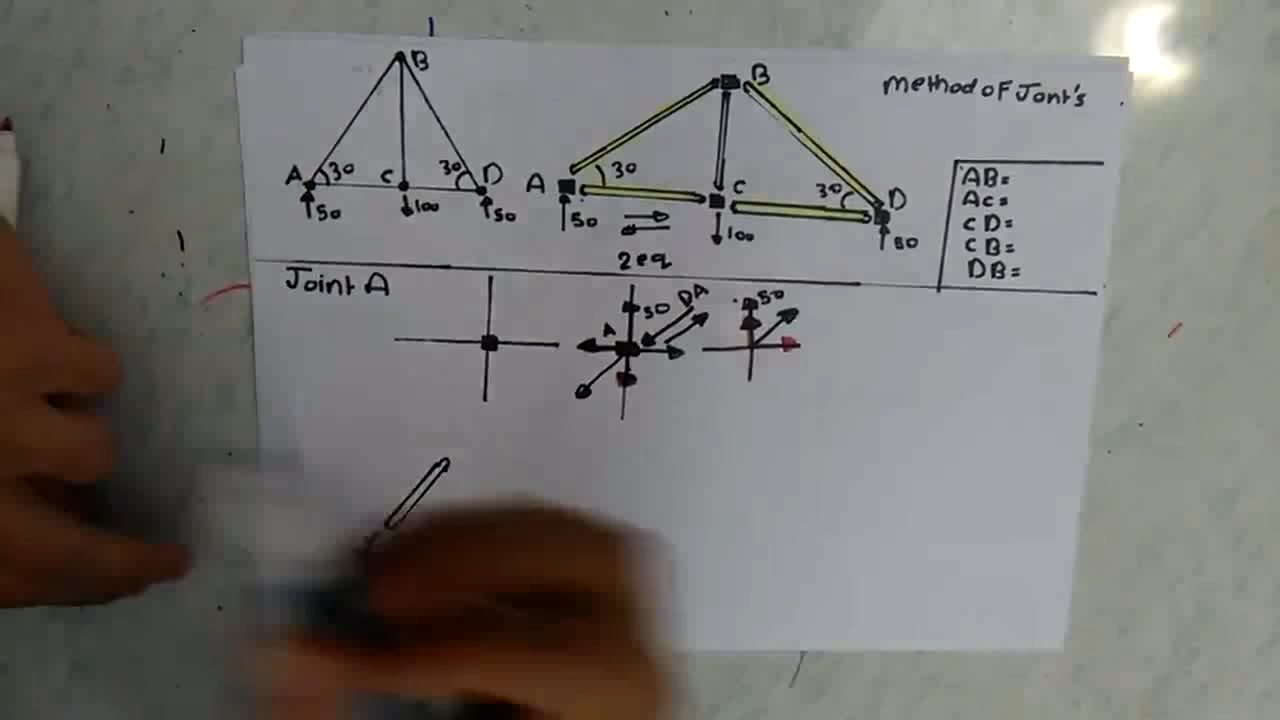 B
A 30 C 30 D
50 100 50
B
30
A C 30 D
50 100 50
2eq
method of Jont's
AB=
AC=
CD=
CB=
DB=
Joint A
50 DA
A
50